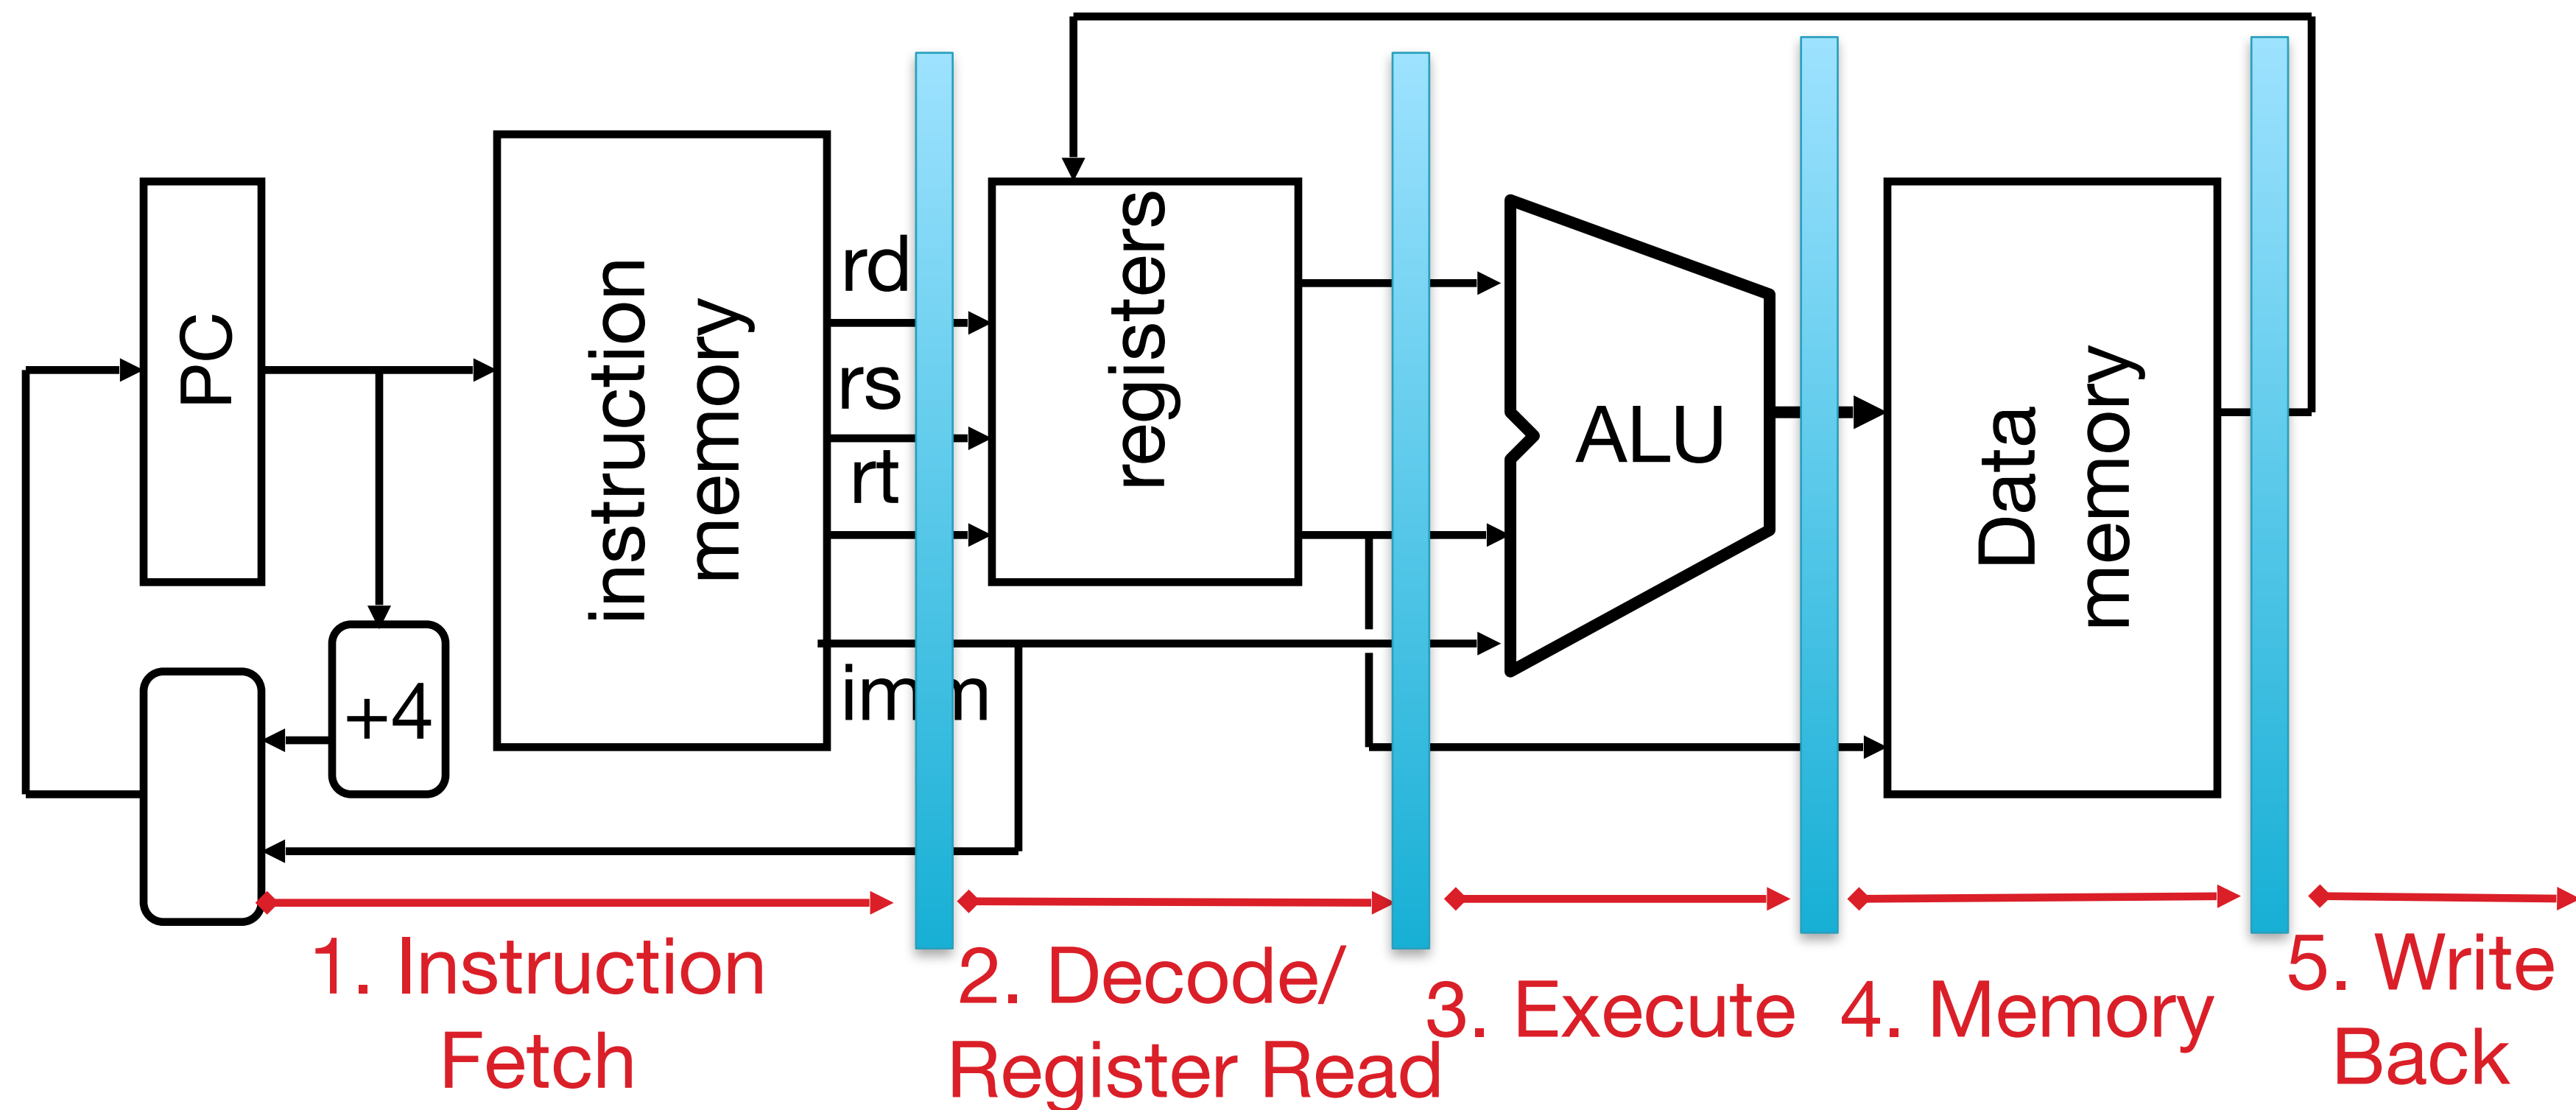 PC
+4
instruction
memory
rd
rs
rt
imm
registers
ALU
Data
memory
1. Instruction
Fetch
2. Decode/
Register Read
3. Execute
4. Memory
5. Write
Back